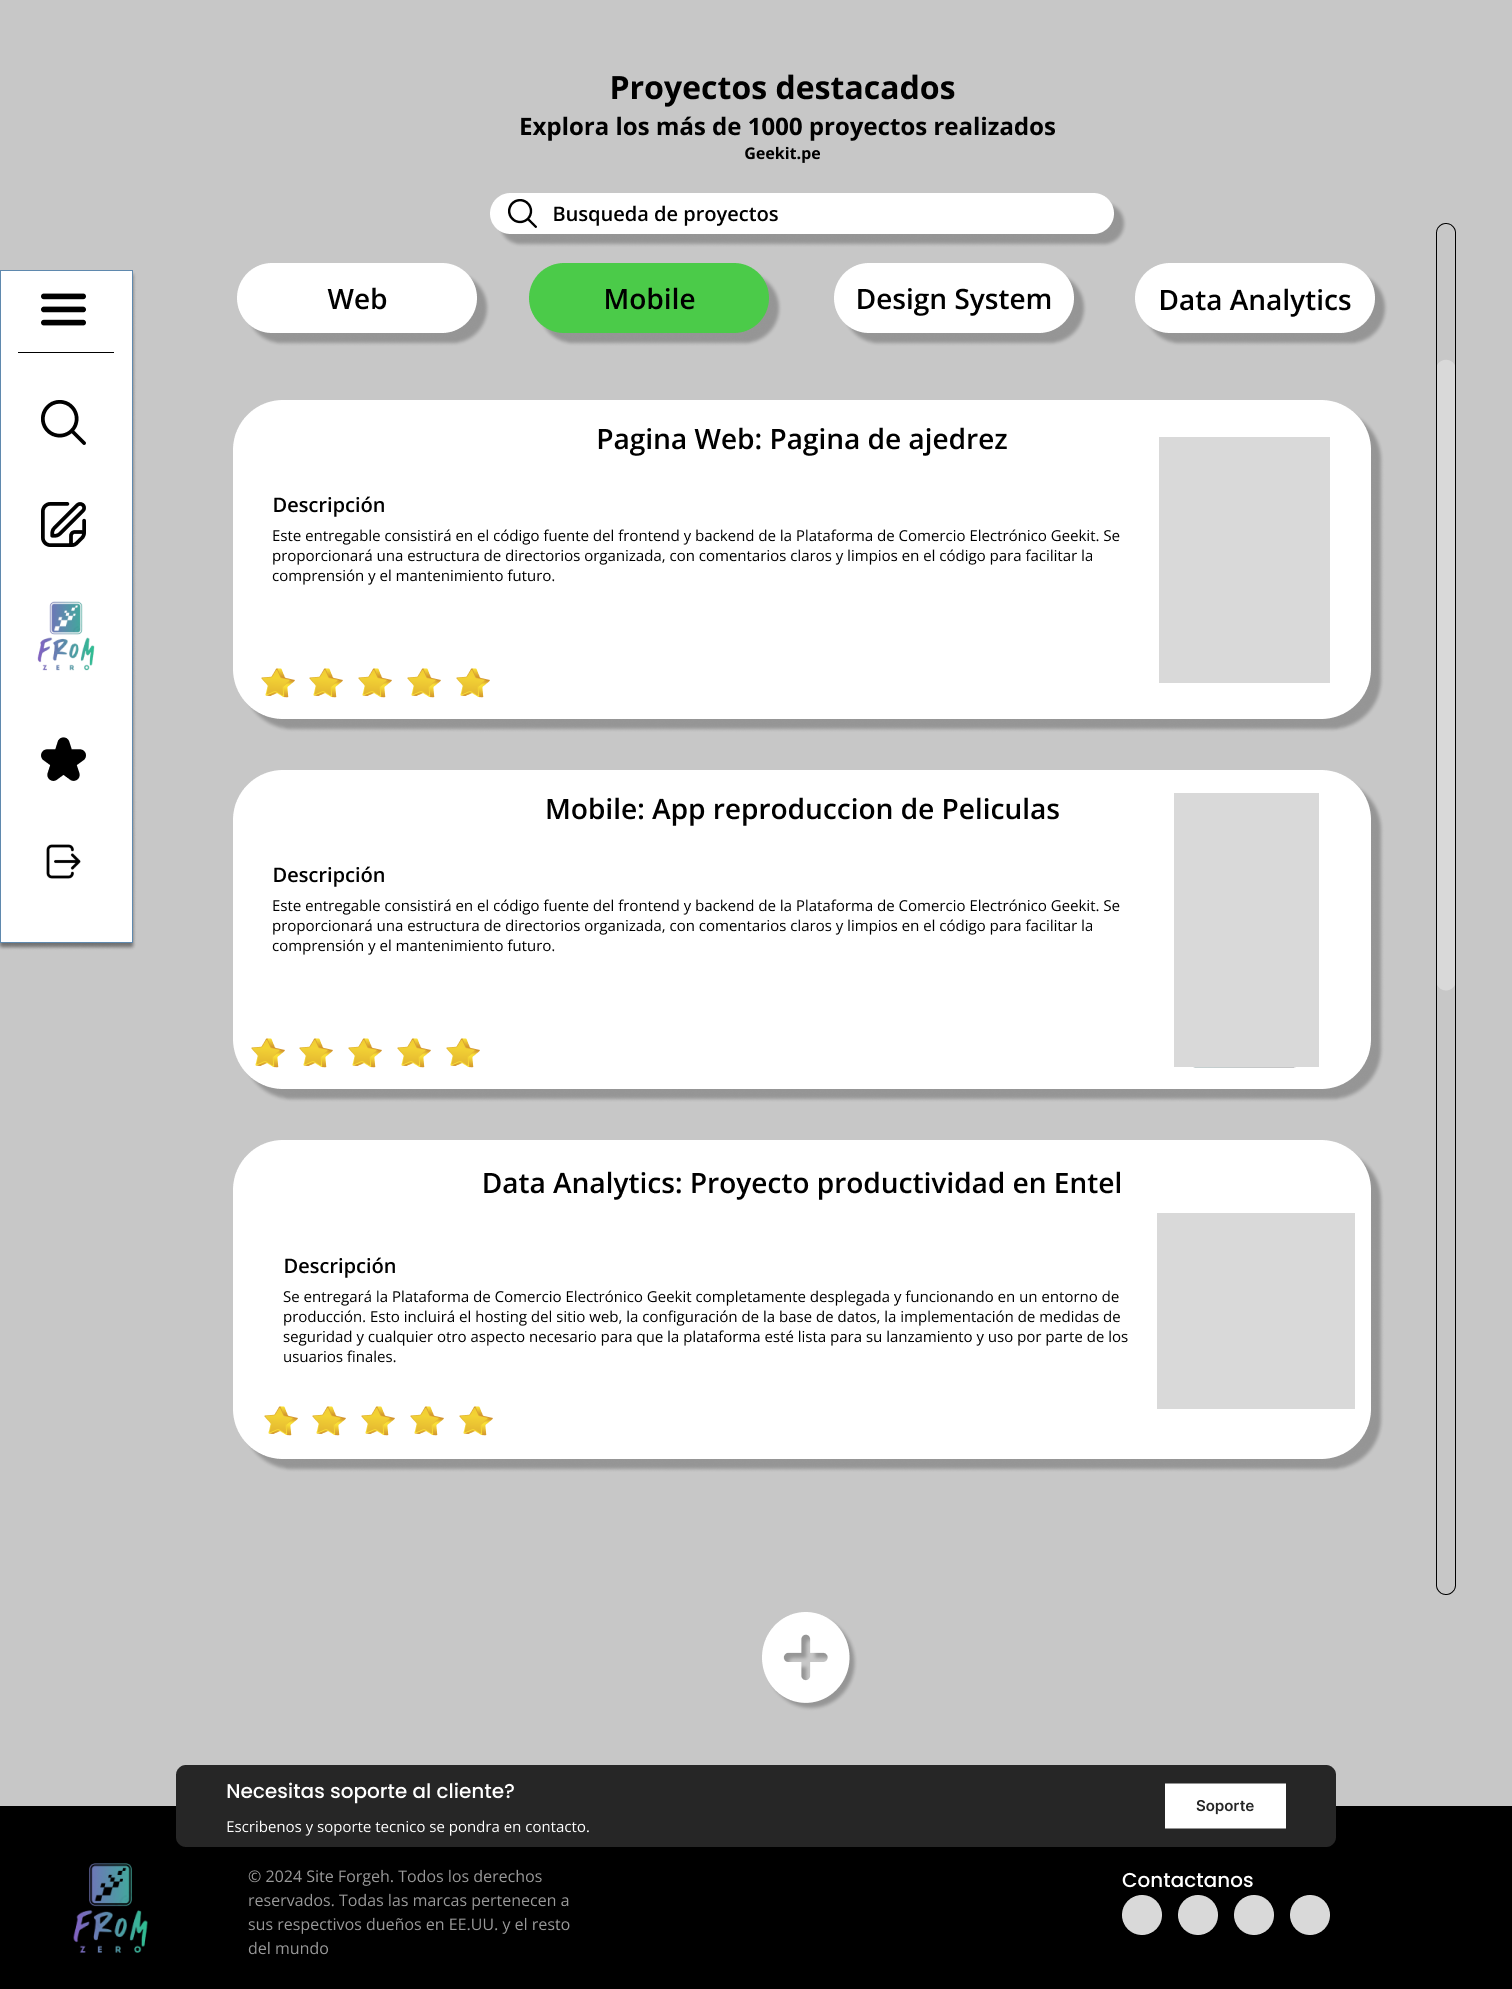 Proyectos destacados
Explora los más de 1000 proyectos realizados
Geekit.pe
Busqueda de proyectos
Web
Mobile
Design System
Data Analytics
Pagina Web: Pagina de ajedrez
Descripción
Este entregable consistirá en el código fuente del frontend y backend de la Plataforma de Comercio Electrónico Geekit. Se
proporcionará una estructura de directorios organizada, con comentarios claros y limpios en el código para facilitar la
comprensión y el mantenimiento futuro.
FROM
ZERO
Mobile: App reproduccion de Peliculas
Descripción
Este entregable consistirá en el código fuente del frontend y backend de la Plataforma de Comercio Electrónico Geekit. Se
proporcionará una estructura de directorios organizada, con comentarios claros y limpios en el código para facilitar la
comprensión y el mantenimiento futuro.
Data Analytics: Proyecto productividad en Entel
Descripción
Se entregará la Plataforma de Comercio Electrónico Geekit completamente desplegada y funcionando en un entorno de
producción. Esto incluirá el hosting del sitio web, la configuración de la base de datos, la implementación de medidas de
seguridad y cualquier otro aspecto necesario para que la plataforma esté lista para su lanzamiento y uso por parte de los
usuarios finales.
Necesitas soporte al cliente?
Escribenos y soporte tecnico se pondra en contacto.
Soporte
FROM
ZERO
© 2024 Site Forgeh. Todos los derechos
reservados. Todas las marcas pertenecen a
sus respectivos dueños en EE.UU. y el resto
del mundo
Contactanos